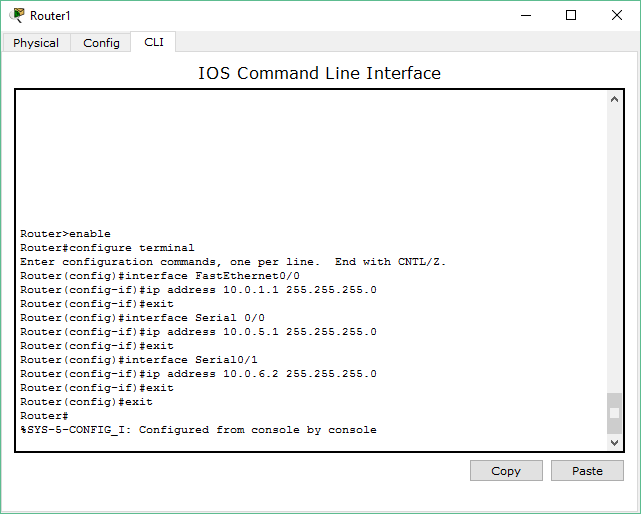 Router1
Physical Config CLI
IOS Command Line Interface
Router>enable
Router#configure terminal
Enter configuration commands, one per line.  End with CNTL/Z.
Router(config)#interface FastEthernet0/0
Router(config-if)#ip address 10.0.1.1 255.255.255.0
Router(config-if)#exit
Router(config)#interface Serial 0/0
Router(config-if)#ip address 10.0.5.1 255.255.255.0
Router(config-if)#exit
Router(config)#interface Serial0/1
Router(config-if)#ip address 10.0.6.2 255.255.255.0
Router(config-if)#exit
Router(config)#exit
Router#
%SYS-5-CONFIG_I: Configured from console by console
Copy Paste